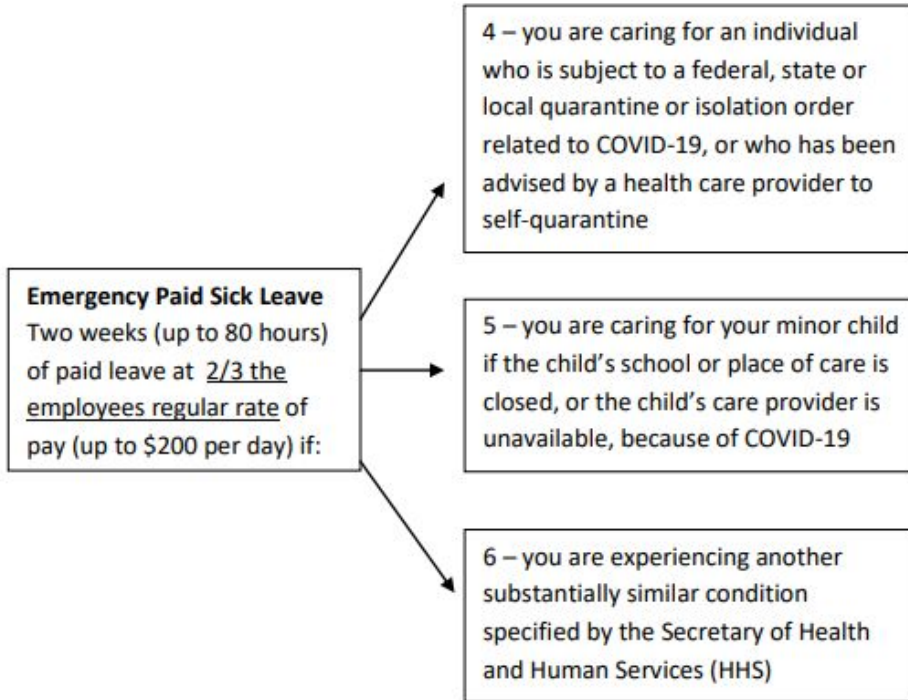 4 – you are caring for an individual
who is subject to a federal, state or
local quarantine or isolation order
related to COVID-19, or who has been
advised by a health care provider to
self-quarantine
Emergency Paid Sick Leave
Two weeks (up to 80 hours)
of paid leave at 2/3 the
employees regular rate of
pay (up to $200 per day) if:
5 – you are caring for your minor child
if the child’s school or place of care is
closed, or the child’s care provider is
unavailable, because of COVID-19
6 – you are experiencing another
substantially similar condition
specified by the Secretary of Health
and Human Services (HHS)